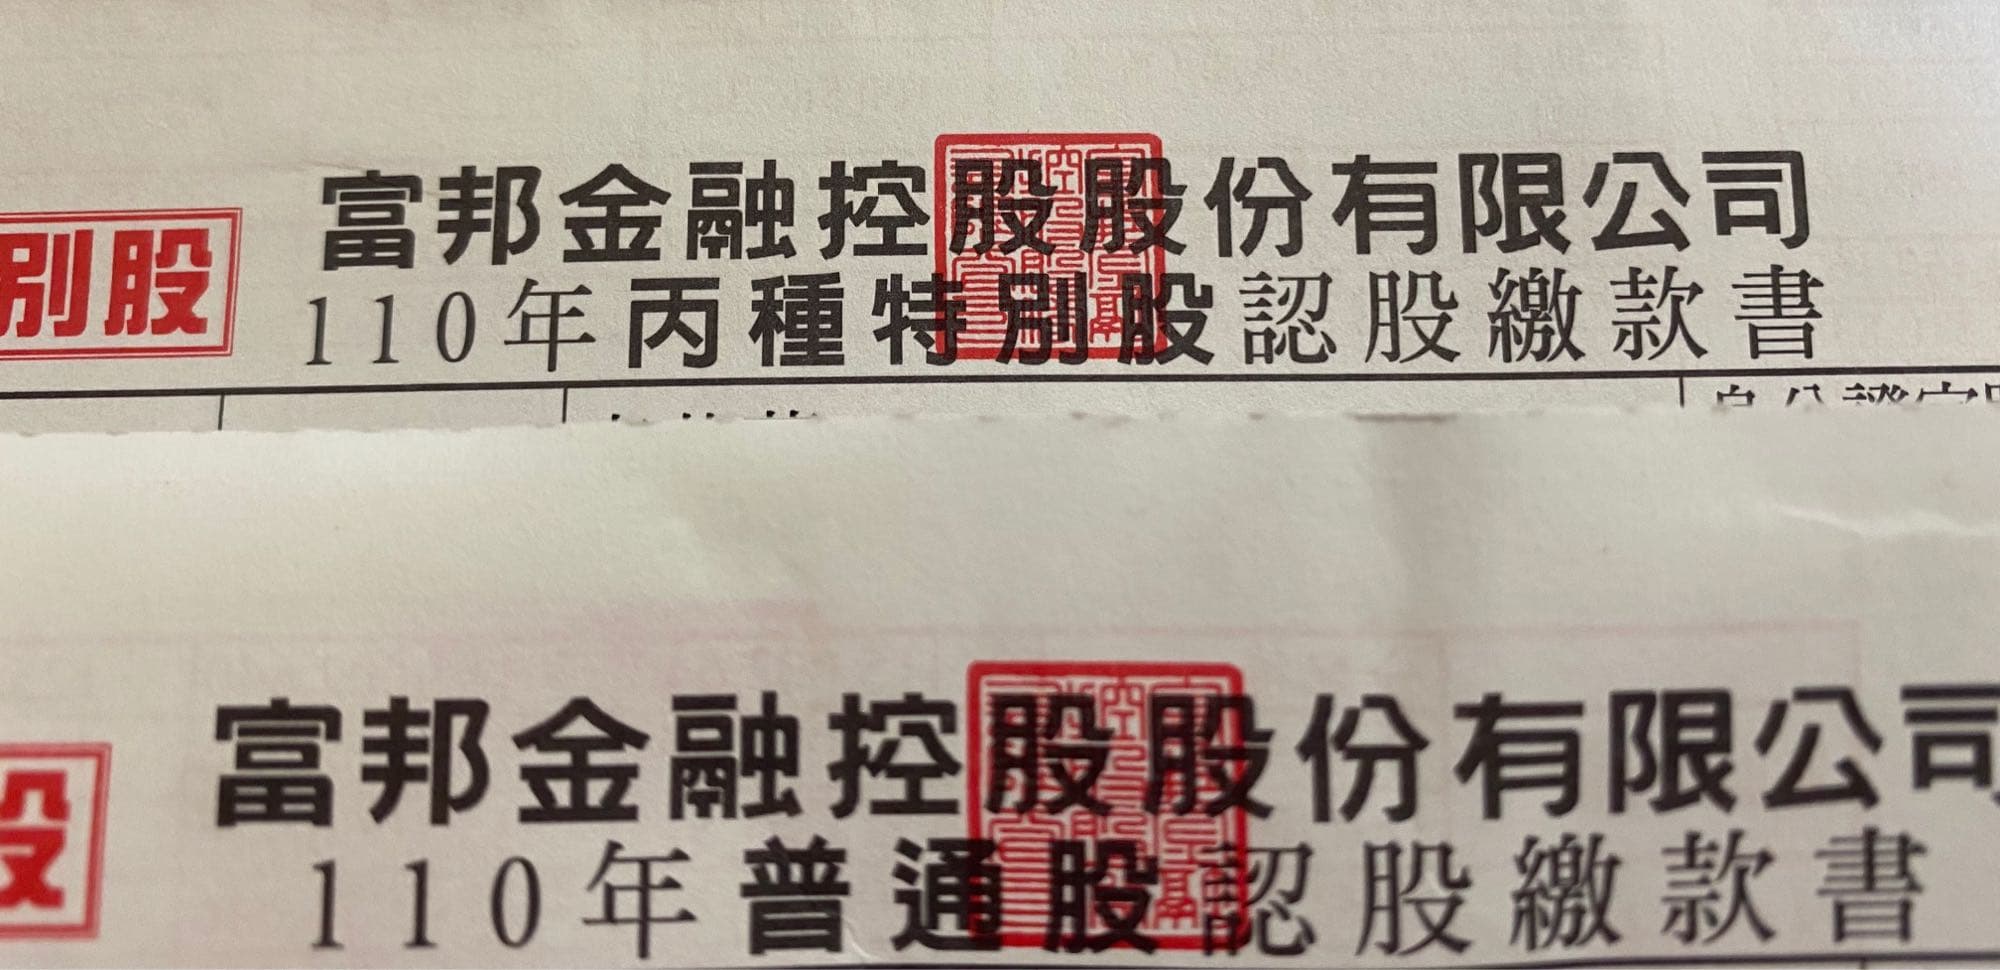 富邦金融控股股份有限公司
別股
110年丙種特別股認股繳款書
富邦金融控股股份有限公司
股
110年普通股認股繳款書